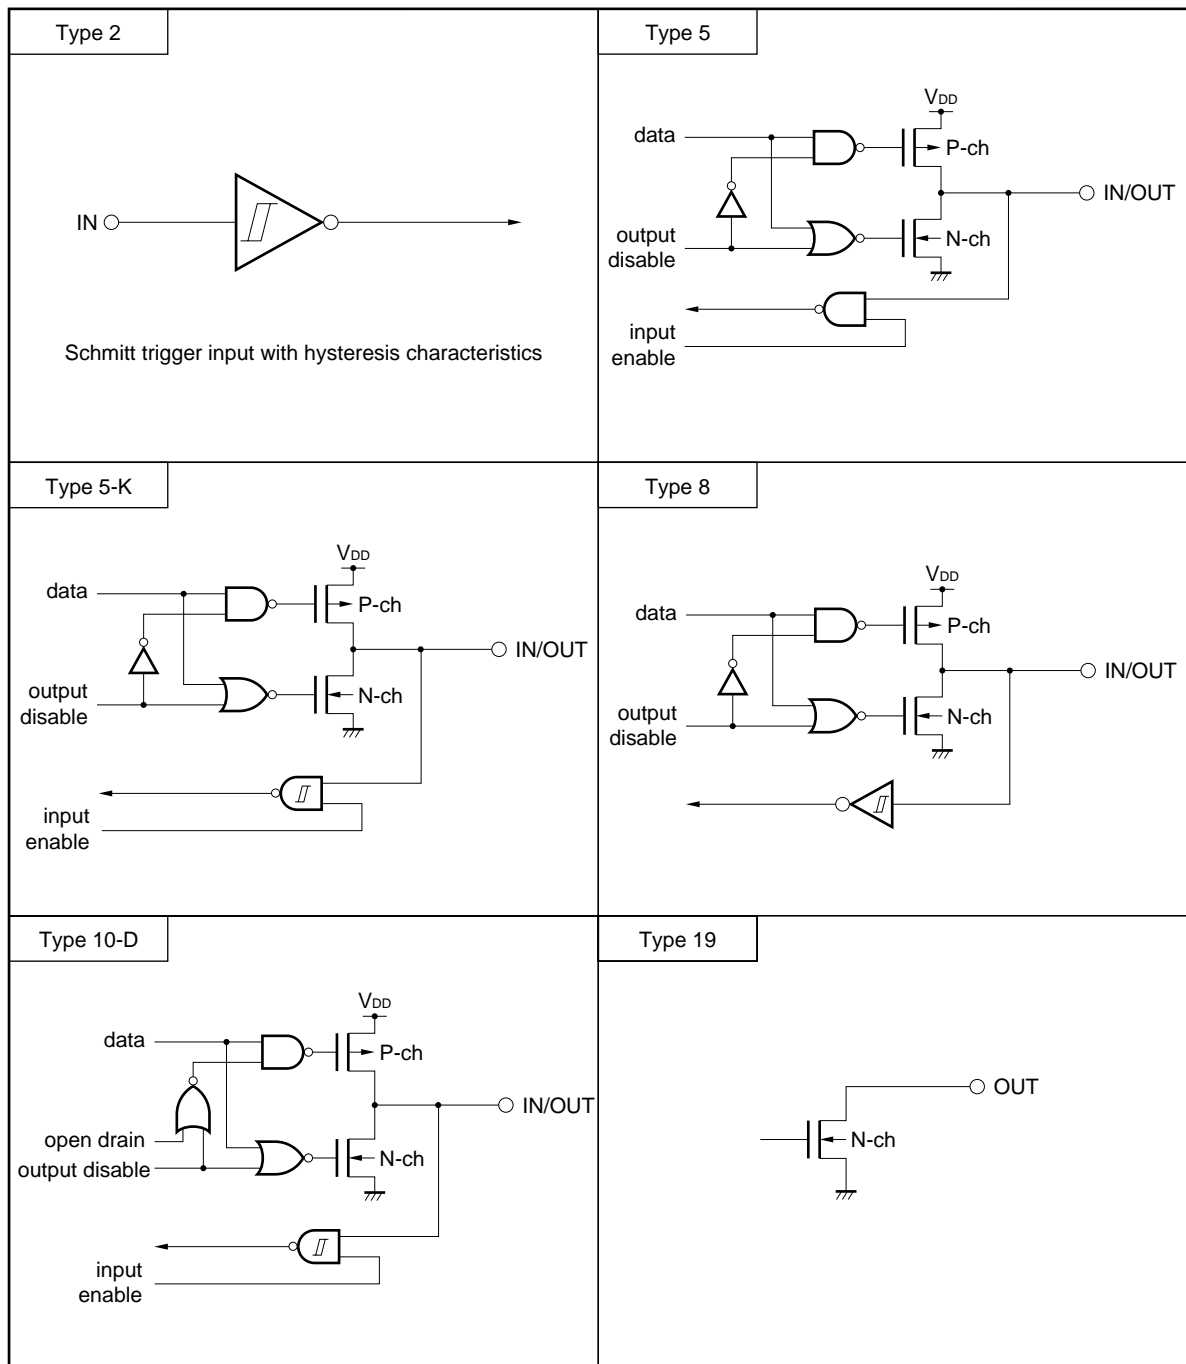 Type 2
IN
Schmitt trigger input with hysteresis characteristics
Type 5
VDD
data
P-ch
IN/OUT
output
disable
N-ch
input
enable
Type 5-K
VDD
data
P-ch
IN/OUT
output
disable
N-ch
input
enable
Type 8
VDD
data
P-ch
IN/OUT
output
disable
N-ch
Type 10-D
VDD
data
P-ch
IN/OUT
open drain
output disable
N-ch
input
enable
Type 19
OUT
N-ch